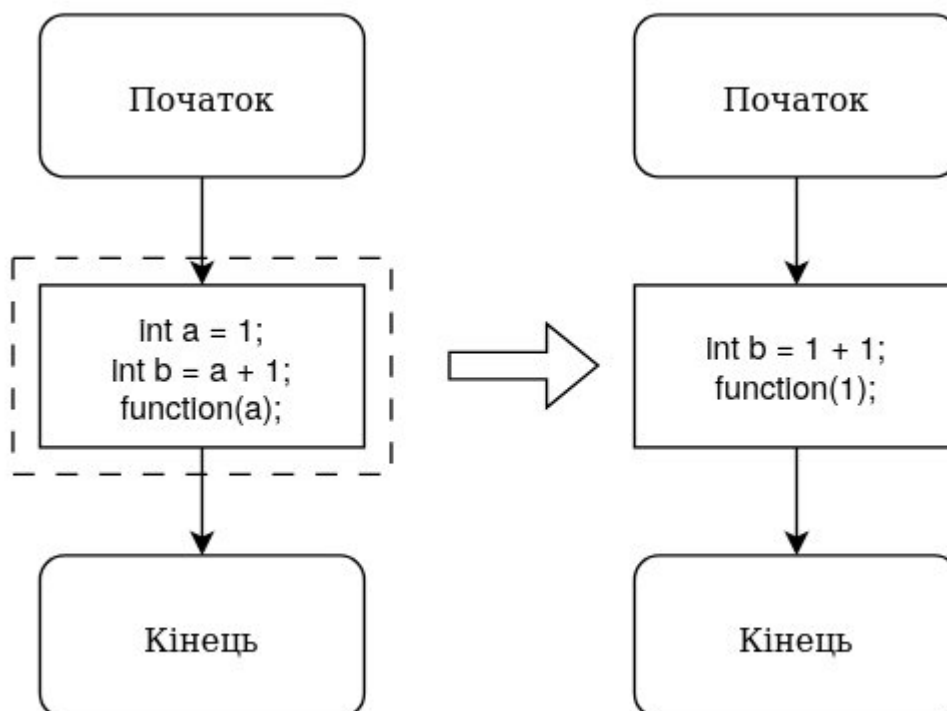 Початок
int a = 1;
int b = a + 1;
function(a);
Кінець
Початок
int b = 1 + 1;
function(1);
Кінець